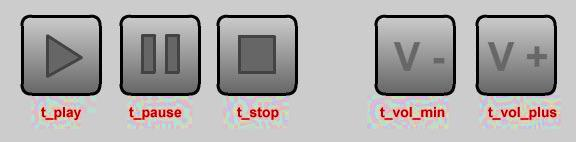 V - V +
t_play t_pause t_stop t_vol_min t_vol_plus